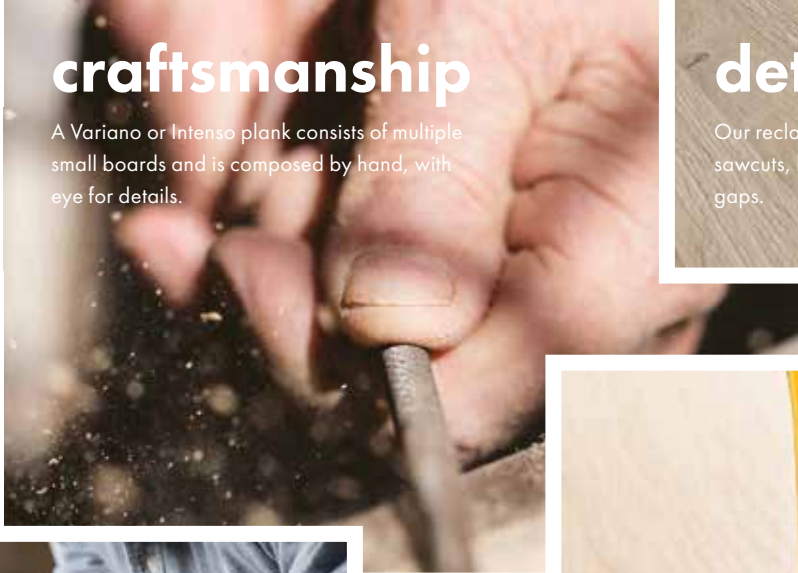 craftsmanship
A Variano or Intenso plank consists of multiple
small boards and is composed by hand, with
eye for details.
sawcuts,
gaps.